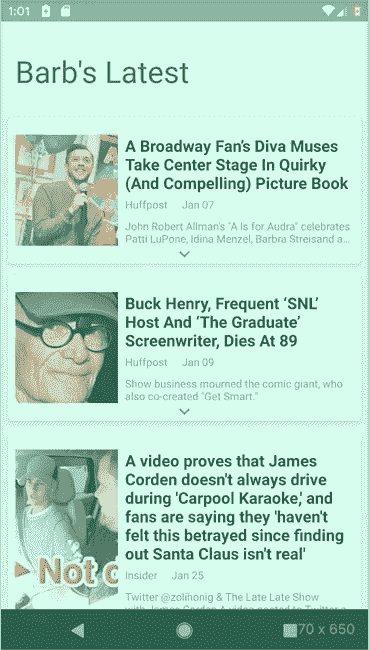 1:01
Barb's Latest
A Broadway Fan's Diva Muses
Take Center Stage In Quirky
(And Compelling) Picture Book
Huffpost Jan 07
John Robert Allman's "A Is for Audra" celebrates
Patti LuPone, Idina Menzel, Barbra Streisand a...
Buck Henry, Frequent ‘SNL’
Host And ‘The Graduate’
Screenwriter, Dies At 89
Huffpost Jan 09
Show business mourned the comic giant, who
also co-created "Get Smart."
A video proves that James
Corden doesn't always drive
during 'Carpool Karaoke,' and
fans are saying they 'haven't
felt this betrayed since finding
out Santa Claus isn't real'
Not
Insider Jan 25
Twitter @zolihonig & The Late Late Show
with James Corden A video posted to Twitter
70 x 650